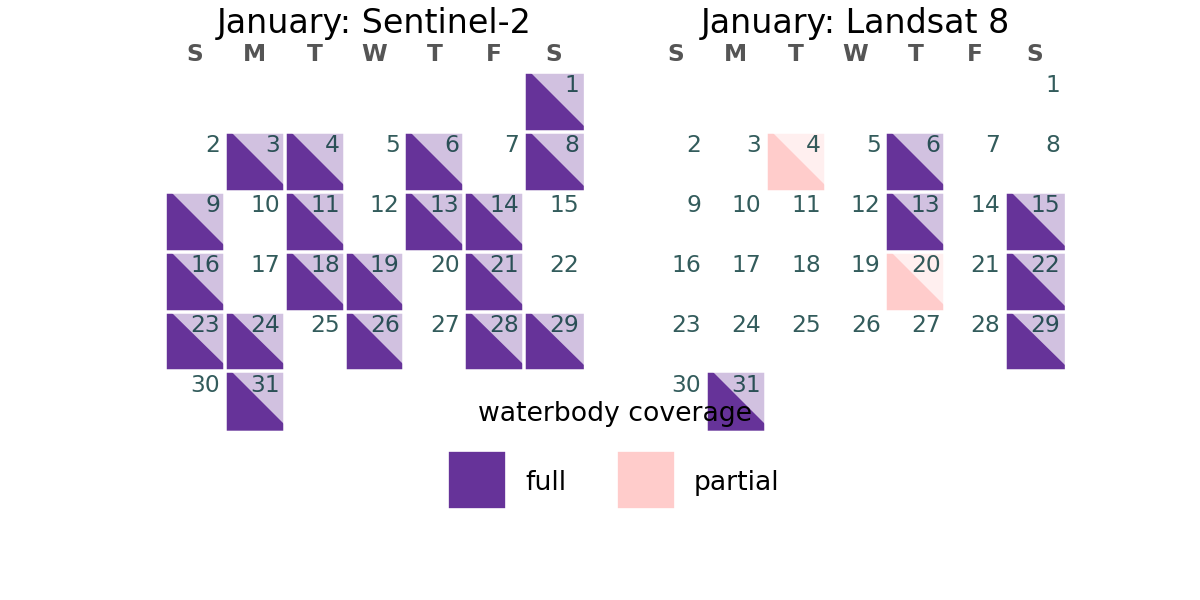 January: Sentinel-2
S M T W T F S
1
2 3 4 5 6 7 8
9 10 11 12 13 14 15
16 17 18 19 20 21 22
23 24 25 26 27 28 29
30 31
January: Landsat 8
S M T W T F S
1
2 3 4 5 6 7 8
9 10 11 12 13 14 15
16 17 18 19 20 21 22
23 24 25 26 27 28 29
30 31
waterbody coverage
full partial